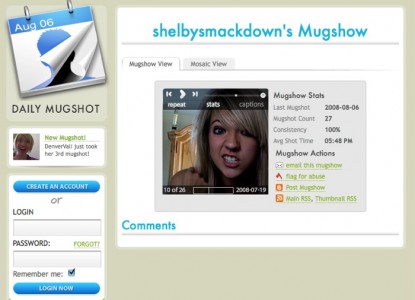 Aug 06
DAILY MUGSHOT
New Mugshot!
DenverVali just took
her 3rd mugshot!
CREATE AN ACCOUNT
or
LOGIN
PASSWORD:
FORGOT?
Remember me:
LOGIN NOW
shelbysmackdown's Mugshow
Mugshow View
Mosaic View
repeat stats captions
10 of 26 2008-07-19
Mugshow Stats
Last Mugshot 2008-08-06
Mugshot Count 27
Consistency 100%
Avg Shot Time 05:48 PM
Mugshow Actions
email this mugshow
flag for abuse
Post Mugshow
Main RSS, Thumbnail RSS
Comments